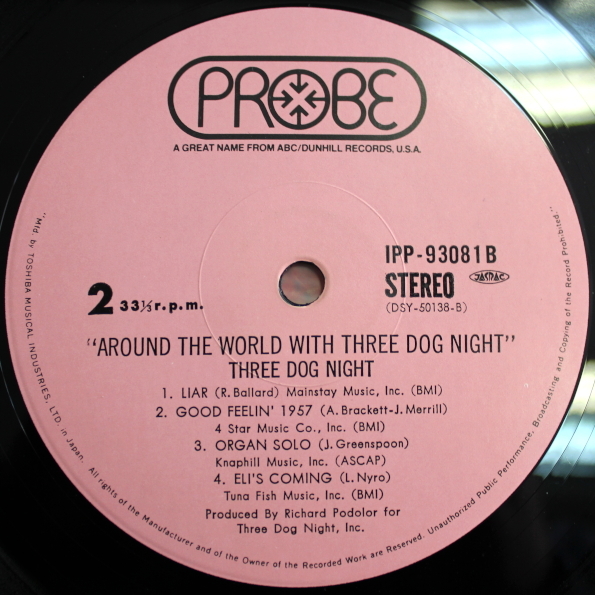 PROBE
A GREAT NAME FROM ABC/DUNHILL RECORDS, U.S.A.
IPP-93081B
STEREO
JASRAC
(DSY-50138-B)
2 33⅓ r.p.m.
"AROUND THE WORLD WITH THREE DOG NIGHT"
THREE DOG NIGHT
1. LIAR (R. Ballard) Mainstay Music, Inc. (BMI)
2. GOOD FEELIN' 1957 (A. Brackett-J. Merrill)
4 Star Music Co., Inc. (BMI)
3. ORGAN SOLO (J. Greenspoon)
Knaphill Music, Inc. (ASCAP)
4. ELI'S COMING (L. Nyro)
Tuna Fish Music, Inc. (BMI)
Produced By Richard Podolor for
Three Dog Night, Inc.
"Mfd. by TOSHIBA MUSICAL INDUSTRIES, LTD. in Japan. All rights of the Manufacturer and of the Owner of the Recorded Work are Reserved. Unauthorized Public Performance, Broadcasting and Copying of the Record Prohibited."